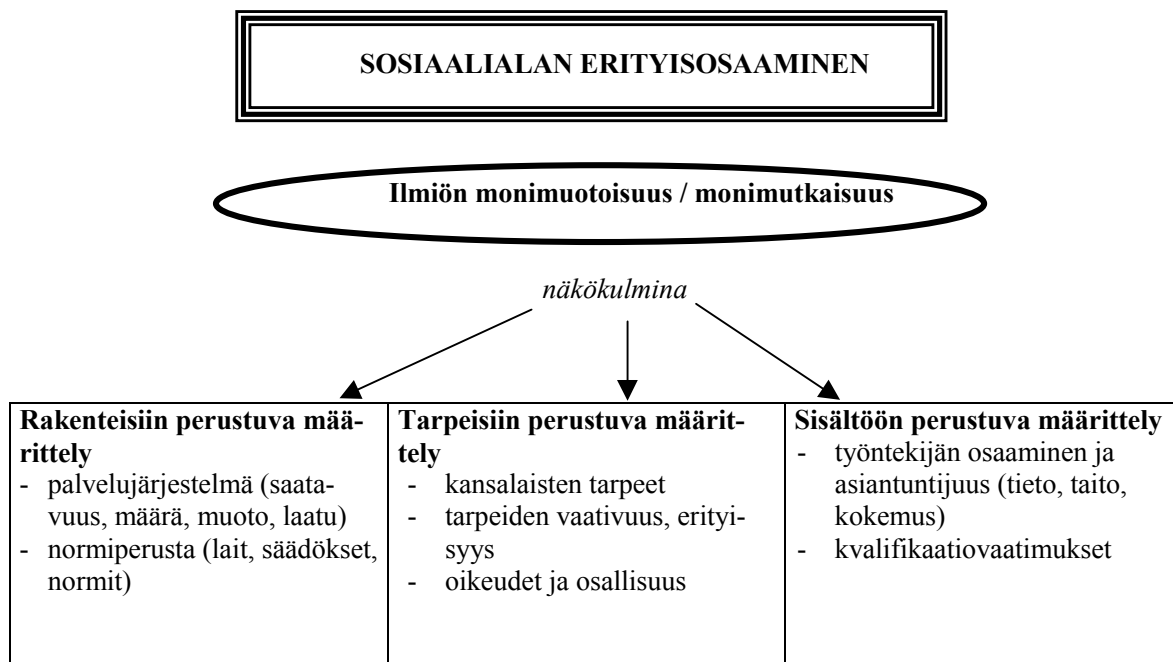 SOSIAALIALAN ERITYISOSAAMINEN
Ilmiön monimuotoisuus / monimutkaisuus
näkökulmina
Rakenteisiin perustuva mää-
rittely
- palvelujärjestelmä (saata-
vuus, määrä, muoto, laatu)
- normiperusta (lait, säädökset,
normit)
Tarpeisiin perustuva määrit-
tely
- kansalaisten tarpeet
- tarpeiden vaativuus, erityi-
syys
- oikeudet ja osallisuus
Sisältöön perustuva määrittely
- työntekijän osaaminen ja
asiantuntijuus (tieto, taito,
kokemus)
- kvalifikaatiovaatimukset